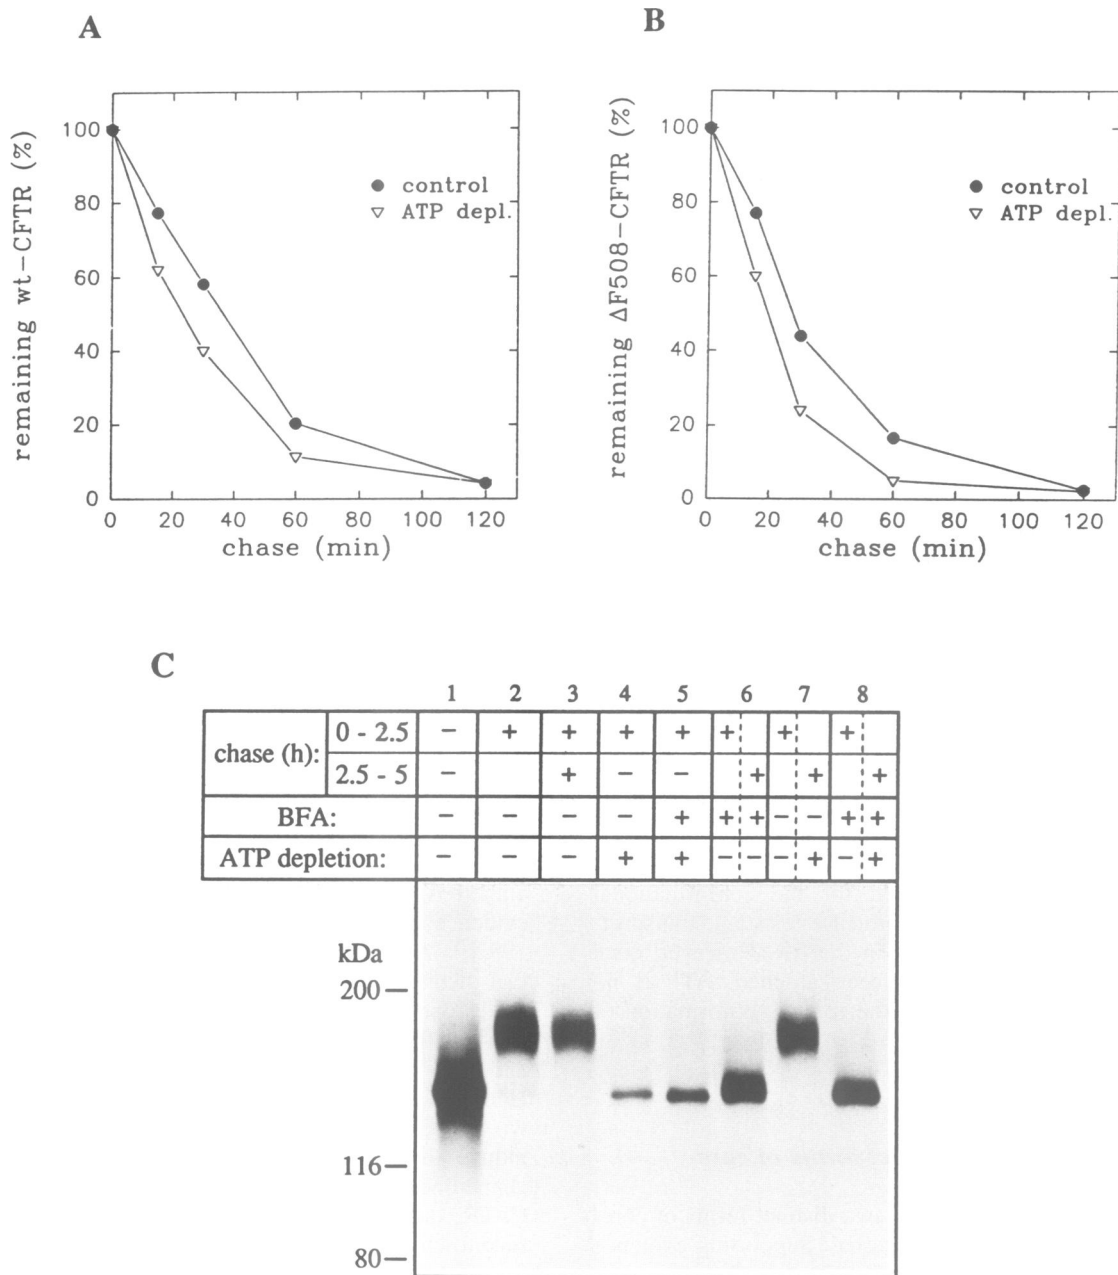 A
B
remaining wt-CFTR (%)
100
80
60
40
20
0
● control
▽ ATP depl.
0 20 40 60 80 100 120
chase (min)
remaining ΔF508-CFTR (%)
100
80
60
40
20
0
● control
▽ ATP depl.
0 20 40 60 80 100 120
chase (min)
C
1 2 3 4 5 6 7 8
chase (h): 0 - 2.5 − + + + + + + +
2.5 - 5 − + − − + + +
BFA: − − − − + + + − − + +
ATP depletion: − − − + + − − − + − +
kDa
200
116
80